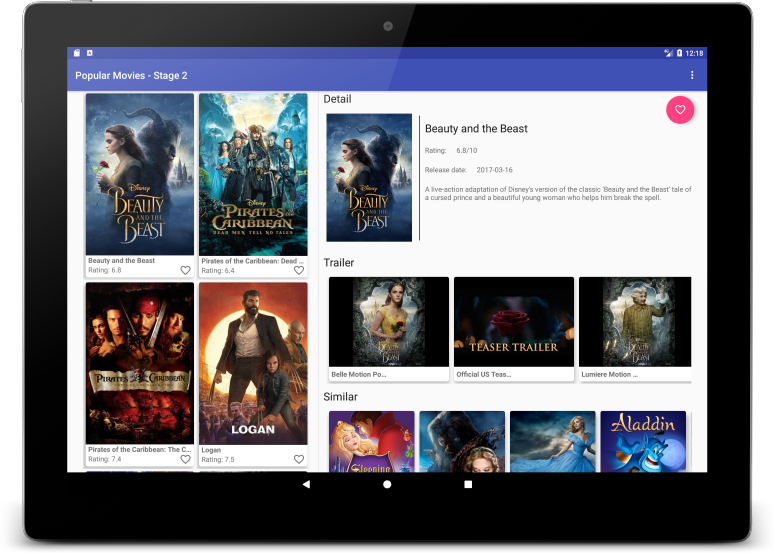 12:18
Popular Movies - Stage 2
Disney
BEAUTY
AND THE
BEAST
Beauty and the Beast
Rating: 6.8
Disney
PIRATES OF THE
CARIBBEAN
DEAD MEN TELL NO TALES
Pirates of the Caribbean: Dead ...
Rating: 6.4
PIRATES OF THE CARIBBEAN
Pirates of the Caribbean: The C...
Rating: 7.4
LOGAN
Logan
Rating: 7.5
Detail
Disney
BEAUTY
AND THE
BEAST
Beauty and the Beast
Rating: 6.8/10
Release date: 2017-03-16
A live-action adaptation of Disney's version of the classic 'Beauty and the Beast' tale of
a cursed prince and a beautiful young woman who helps him break the spell.
Trailer
BEAUTY
AND THE
BEAST
Belle Motion Po...
TEASER TRAILER
Official US Teas...
BEAUTY
AND THE
BEAST
Lumiere Motion ...
Similar
Sleeping
Aladdin